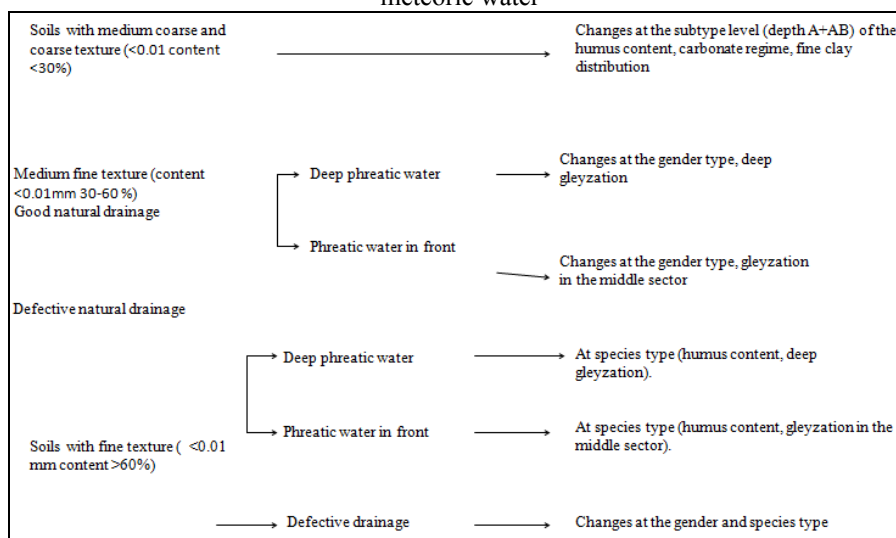 meteoric water
Soils with medium coarse and
coarse texture (<0.01 content
<30%)
Changes at the subtype level (depth A+AB) of the
humus content, carbonate regime, fine clay
distribution
Medium fine texture (content
<0.01mm 30-60 %)
Good natural drainage
Deep phreatic water
Changes at the gender type, deep
gleyzation
Phreatic water in front
Changes at the gender type, gleyzation
in the middle sector
Defective natural drainage
Deep phreatic water
At species type (humus content, deep
gleyzation).
Soils with fine texture ( <0.01
mm content >60%)
Phreatic water in front
At species type (humus content, gleyzation in the
middle sector).
Defective drainage
Changes at the gender and species type